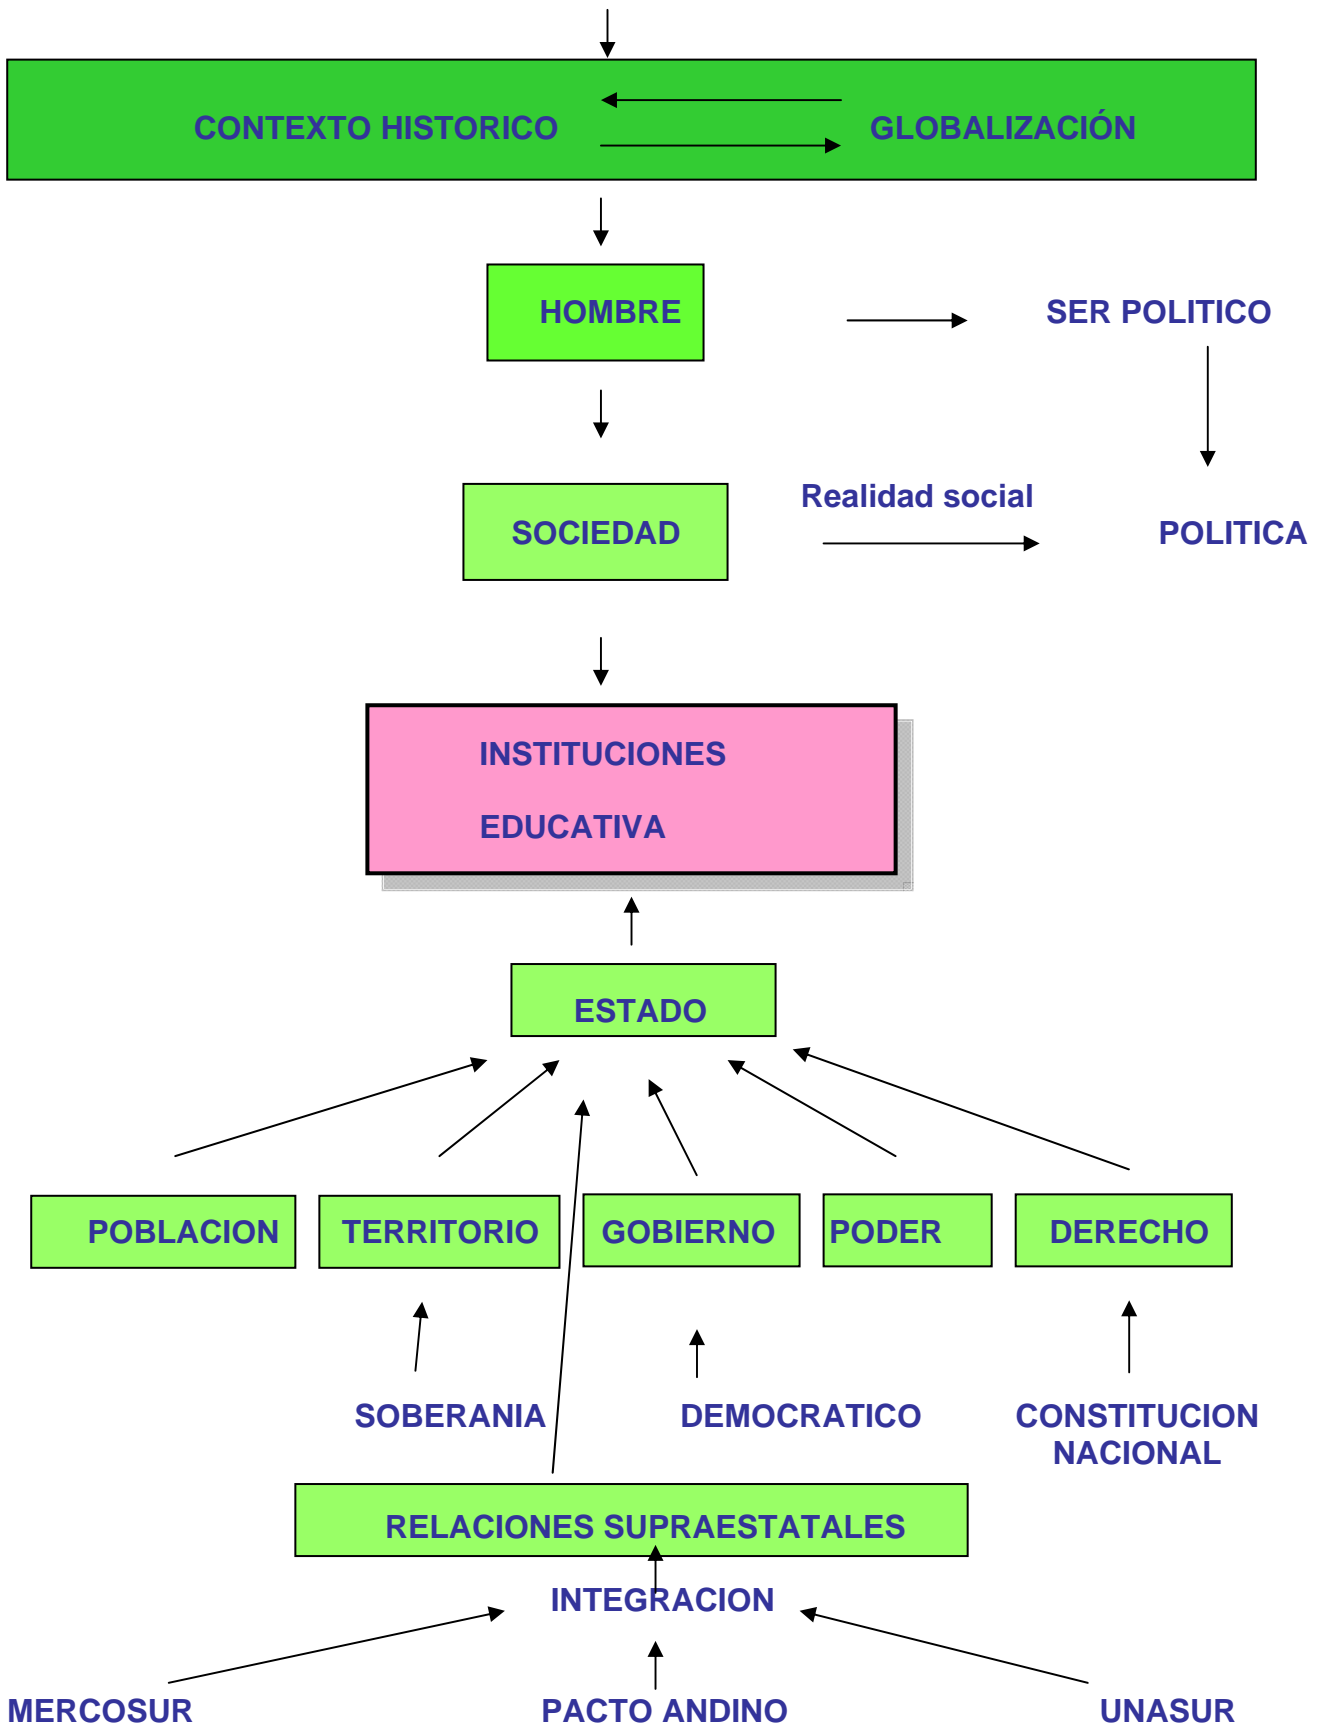 CONTEXTO HISTORICO GLOBALIZACIÓN
HOMBRE SER POLITICO
Realidad social
SOCIEDAD POLITICA
INSTITUCIONES
EDUCATIVA
ESTADO
POBLACION TERRITORIO GOBIERNO PODER DERECHO
SOBERANIA DEMOCRATICO CONSTITUCION
NACIONAL
RELACIONES SUPRAESTATALES
INTEGRACION
MERCOSUR PACTO ANDINO UNASUR